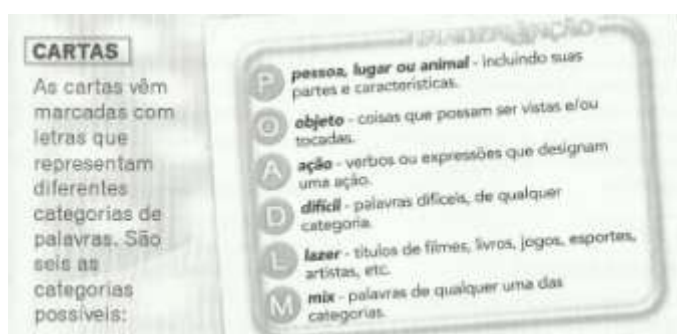 CARTAS
As cartas vêm
marcadas com
letras que
representam
diferentes
categorias de
palavras. São
seis as
categorias
possíveis:
P pessoa, lugar ou animal - incluindo suas
partes e características.
O objeto - coisas que possam ser vistas e/ou
tocadas.
A ação - verbos ou expressões que designam
uma ação.
D difícil - palavras difíceis, de qualquer
categoria.
L lazer - títulos de filmes, livros, jogos, esportes,
artistas, etc.
M mix - palavras de qualquer uma das
categorias.